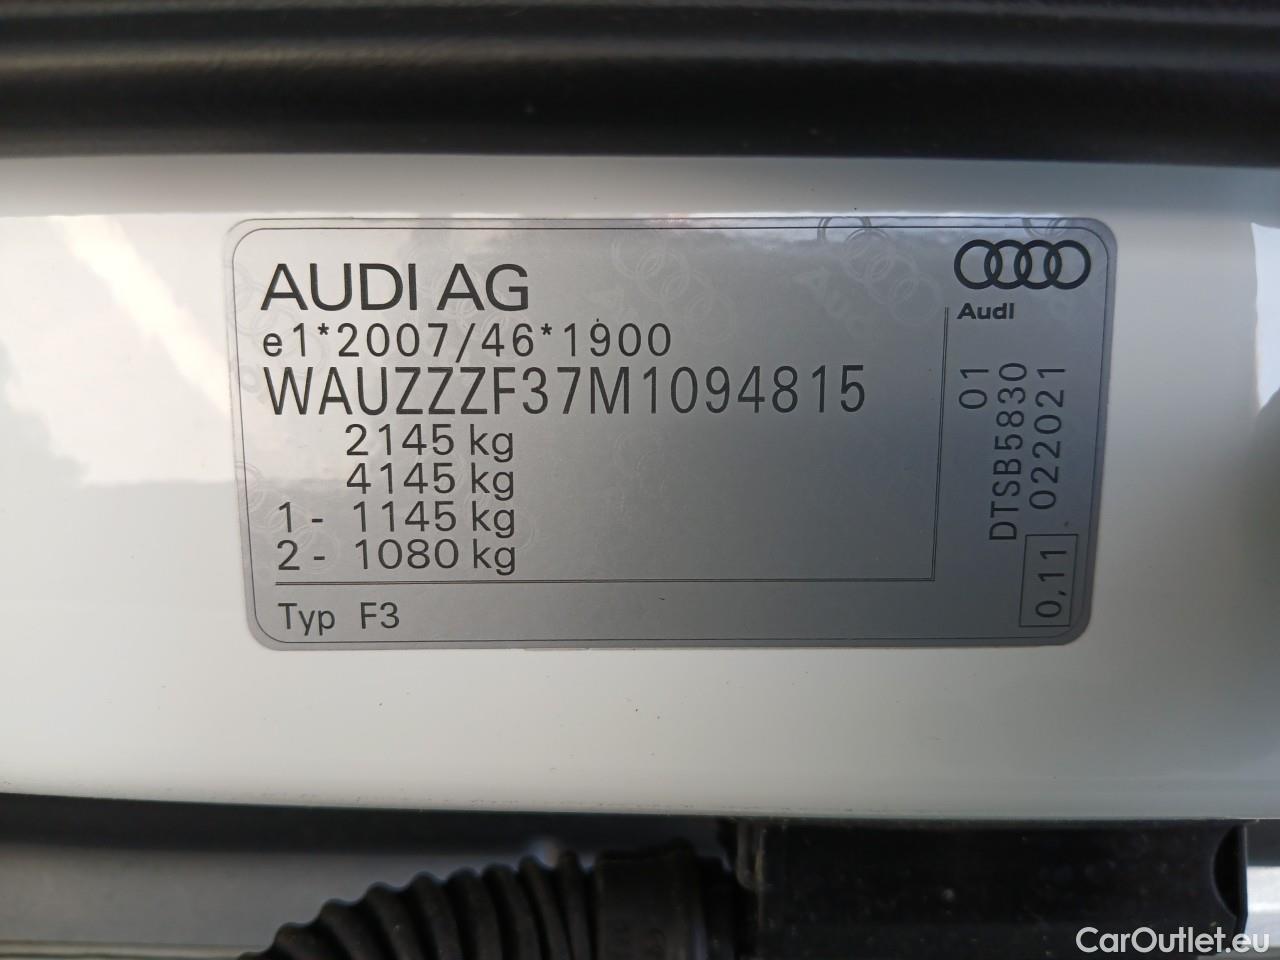 AUDI AG
e1*2007/46*1900
WAUZZZF37M1094815
2145 kg
4145 kg
1 - 1145 kg
2 - 1080 kg
Typ F3
Audi
01
DTSB5830
022021
0,11
CarOutlet.eu